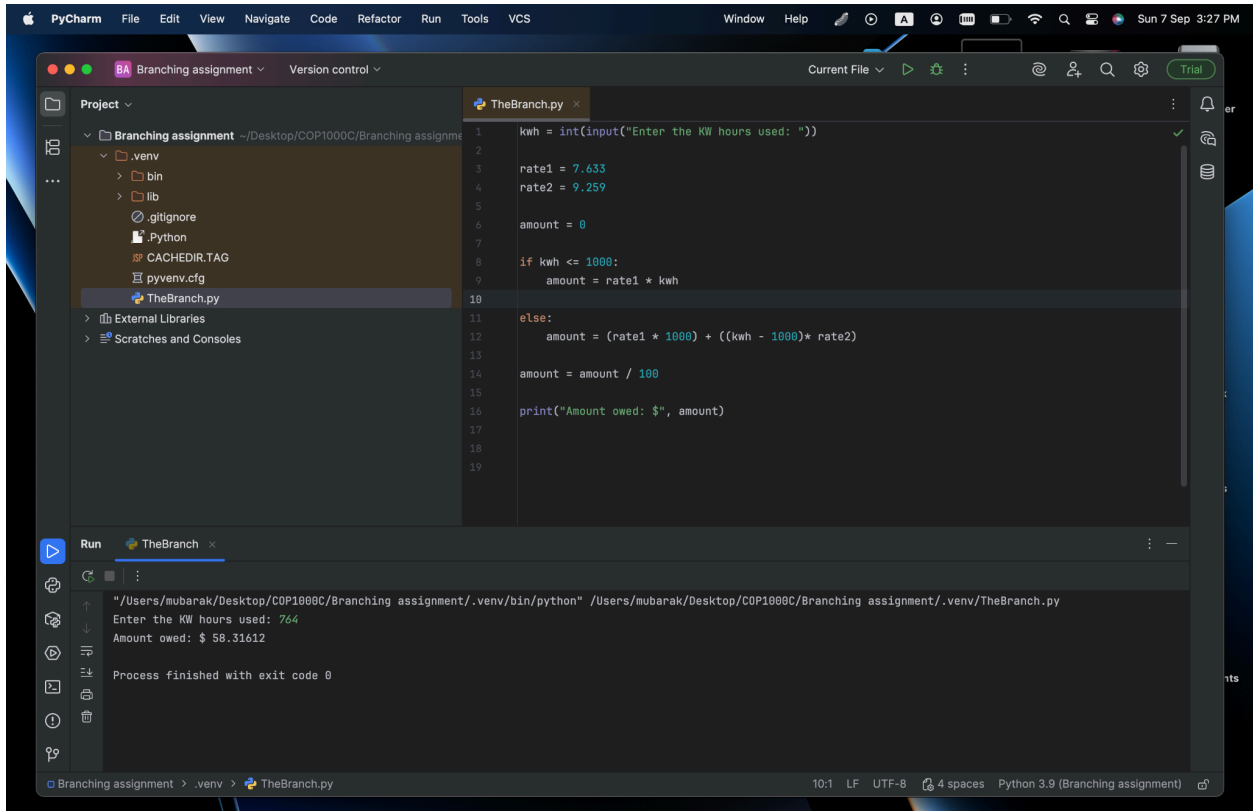 PyCharm File Edit View Navigate Code Refactor Run Tools VCS Window Help A Sun 7 Sep 3:27 PM
BA Branching assignment Version control Current File Trial
Project
TheBranch.py
er
Branching assignment ~/Desktop/COP1000C/Branching assignme
.venv
bin
lib
.gitignore
.Python
JSP CACHEDIR.TAG
pyvenv.cfg
TheBranch.py
External Libraries
Scratches and Consoles
1 kwh = int(input("Enter the KW hours used: "))
2
3 rate1 = 7.633
4 rate2 = 9.259
5
6 amount = 0
7
8 if kwh <= 1000:
9 amount = rate1 * kwh
10
11 else:
12 amount = (rate1 * 1000) + ((kwh - 1000)* rate2)
13
14 amount = amount / 100
15
16 print("Amount owed: $", amount)
17
18
19
Run TheBranch
"/Users/mubarak/Desktop/COP1000C/Branching assignment/.venv/bin/python" /Users/mubarak/Desktop/COP1000C/Branching assignment/.venv/TheBranch.py
Enter the KW hours used: 764
Amount owed: $ 58.31612
Process finished with exit code 0
nts
Branching assignment > .venv > TheBranch.py 10:1 LF UTF-8 4 spaces Python 3.9 (Branching assignment)